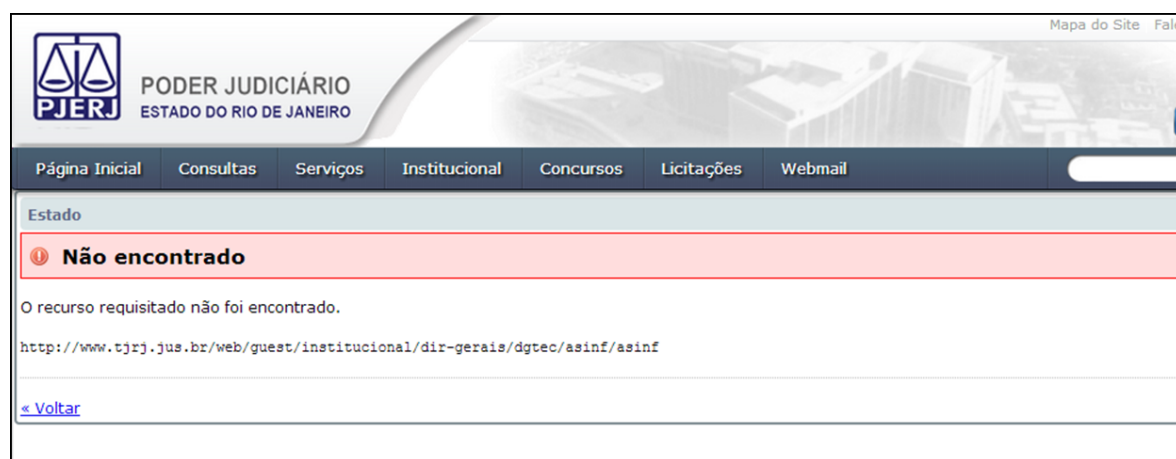 Mapa do Site
PJERJ
PODER JUDICIÁRIO
ESTADO DO RIO DE JANEIRO
Página Inicial Consultas Serviços Institucional Concursos Licitações Webmail
Estado
Não encontrado
O recurso requisitado não foi encontrado.
http://www.tjrj.jus.br/web/guest/institucional/dir-gerais/dgtec/asinf/asinf
« Voltar